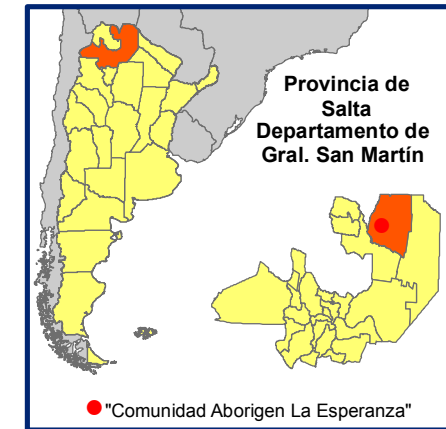 Provincia de
Salta
Departamento de
Gral. San Martín
"Comunidad Aborigen La Esperanza"